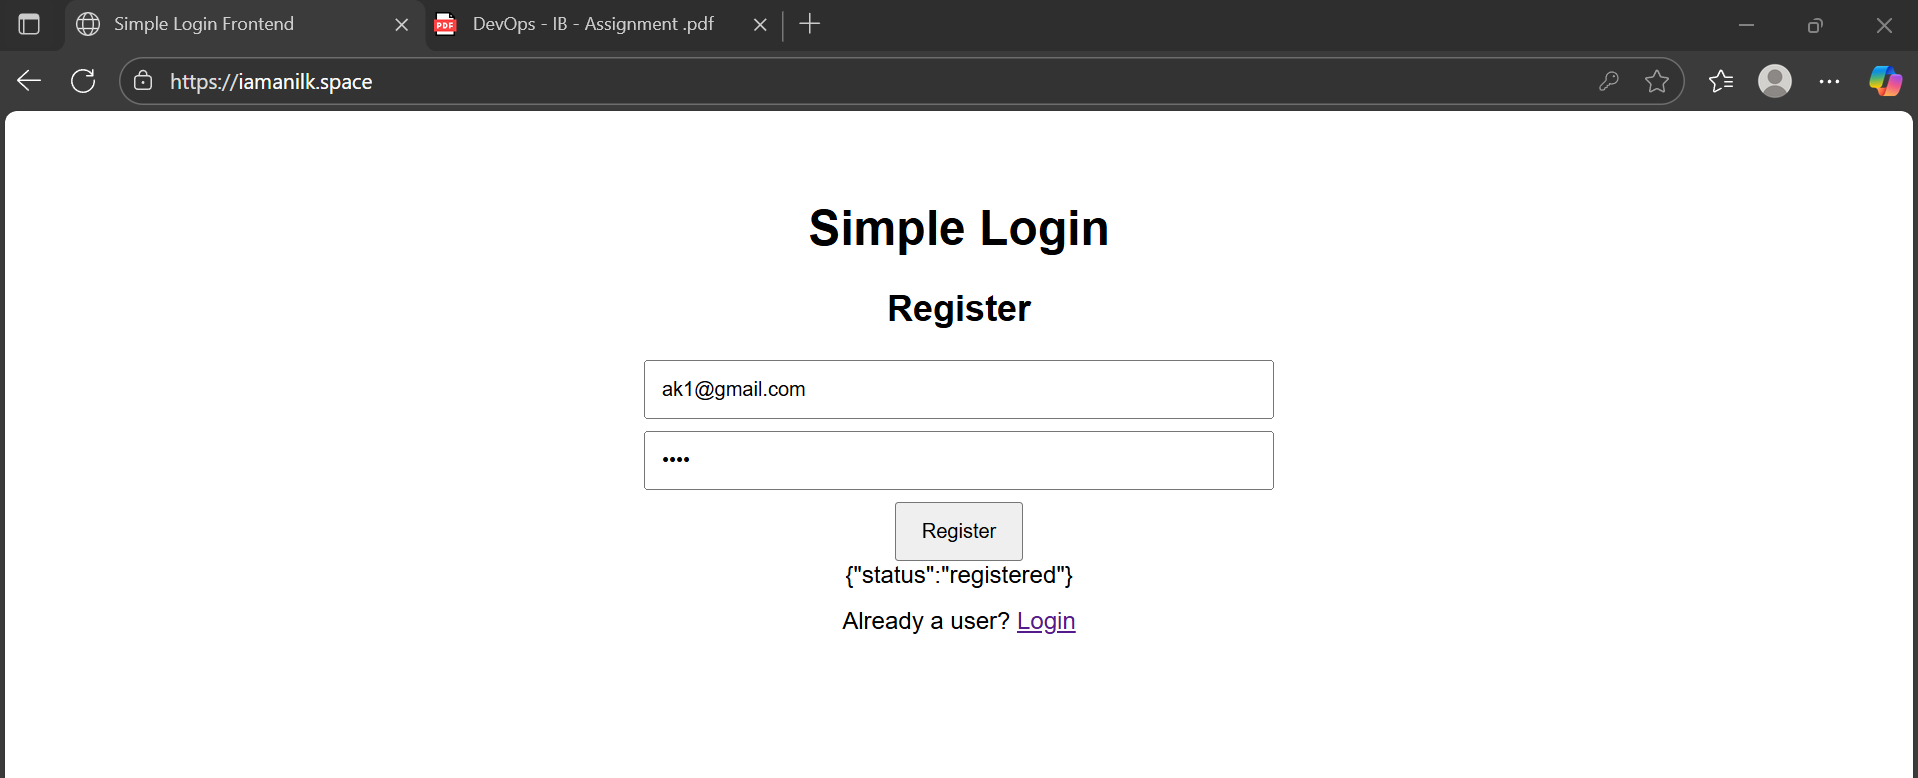 Simple Login Frontend
DevOps - IB - Assignment .pdf
https://iamanilk.space
Simple Login
Register
ak1@gmail.com
••••
Register
{"status":"registered"}
Already a user? Login